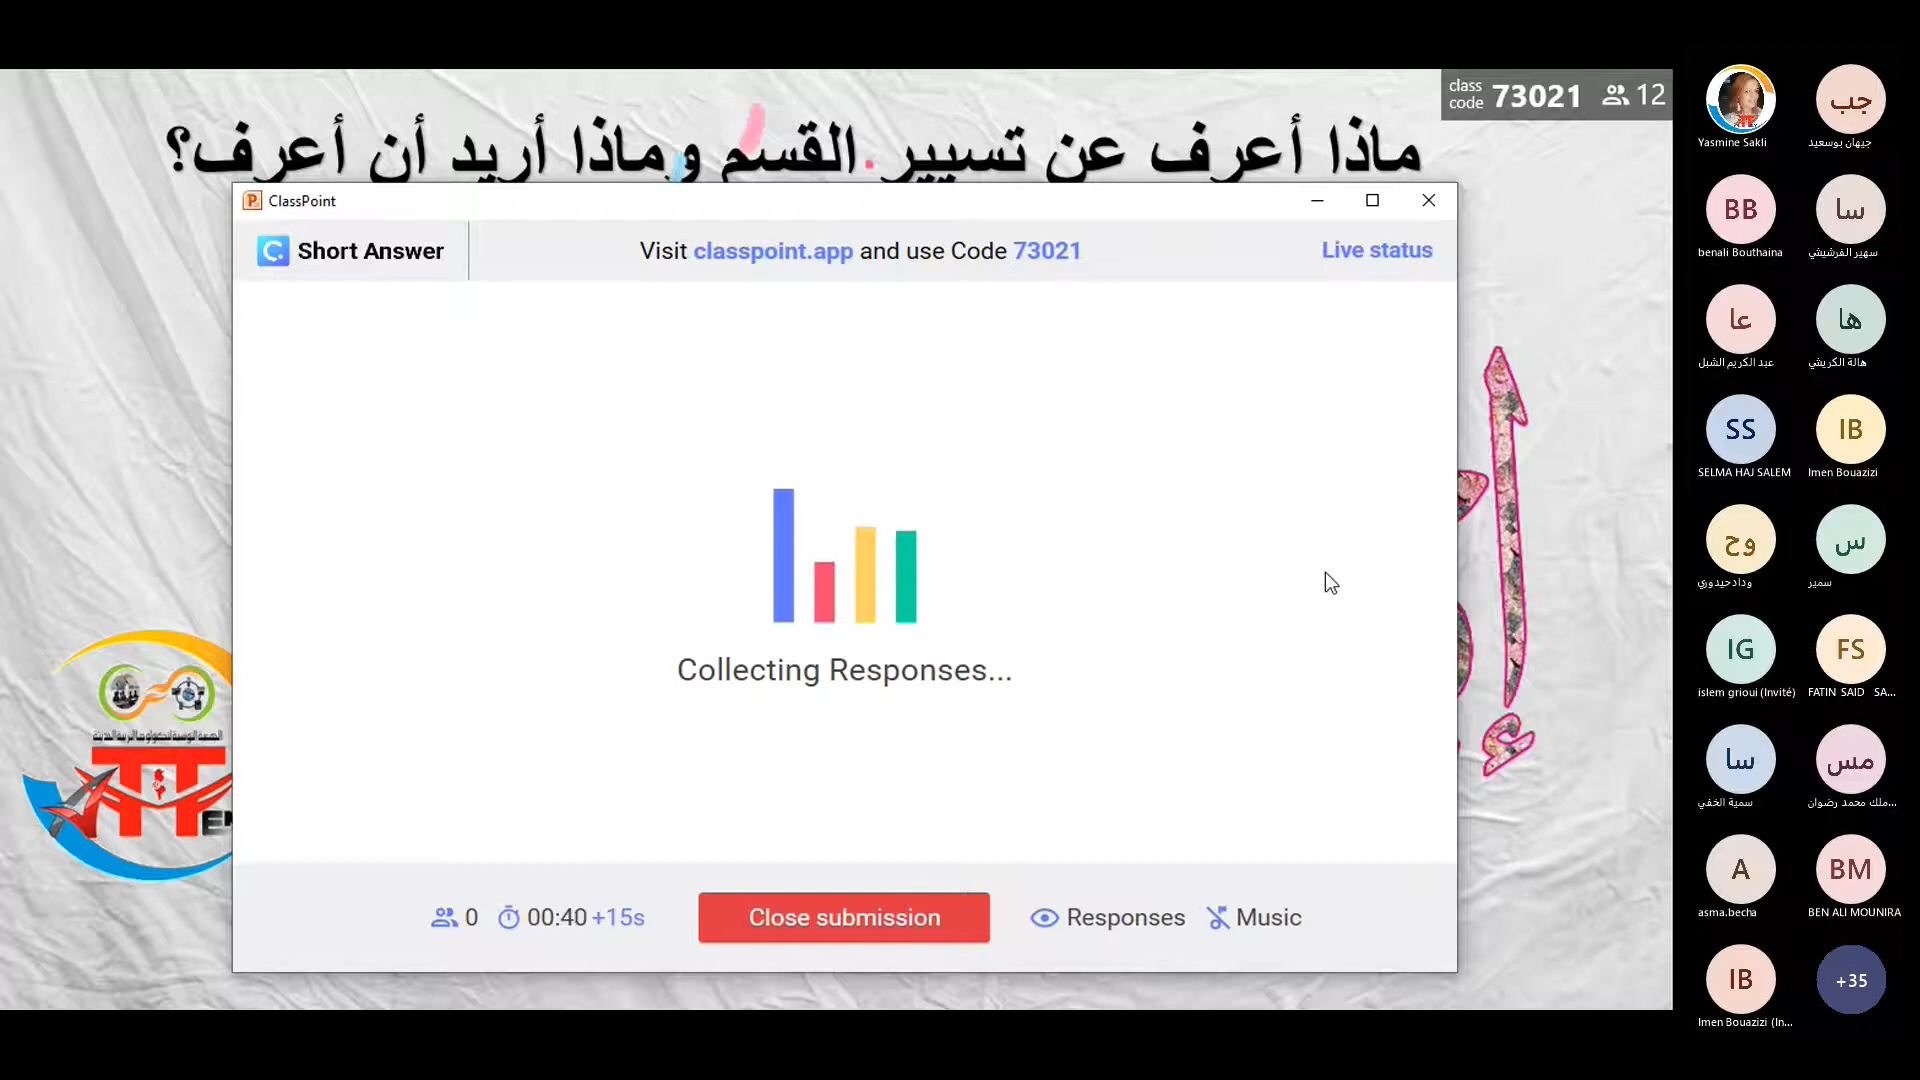 class code 73021 12
ماذا أعرف عن تسيير القسم وماذا أريد أن أعرف؟
ClassPoint
Short Answer
Visit classpoint.app and use Code 73021
Live status
Collecting Responses...
0 00:40 +15s
Close submission
Responses
Music
Yasmine Sakli
جب
جيهان بوسعيد
BB
benali Bouthaina
سا
سهير الفرشيشي
عا
عبد الكريم الشبل
ها
هالة الكريشي
SS
SELMA HAJ SALEM
IB
Imen Bouazizi
وح
وداد حيدوري
س
سمير
IG
islem grioui (Invité)
FS
FATIN SAID SA...
سا
سمية الخفي
مس
...ملك محمد رضوان
A
asma.becha
BM
BEN ALI MOUNIRA
IB
Imen Bouazizi (In...
+35